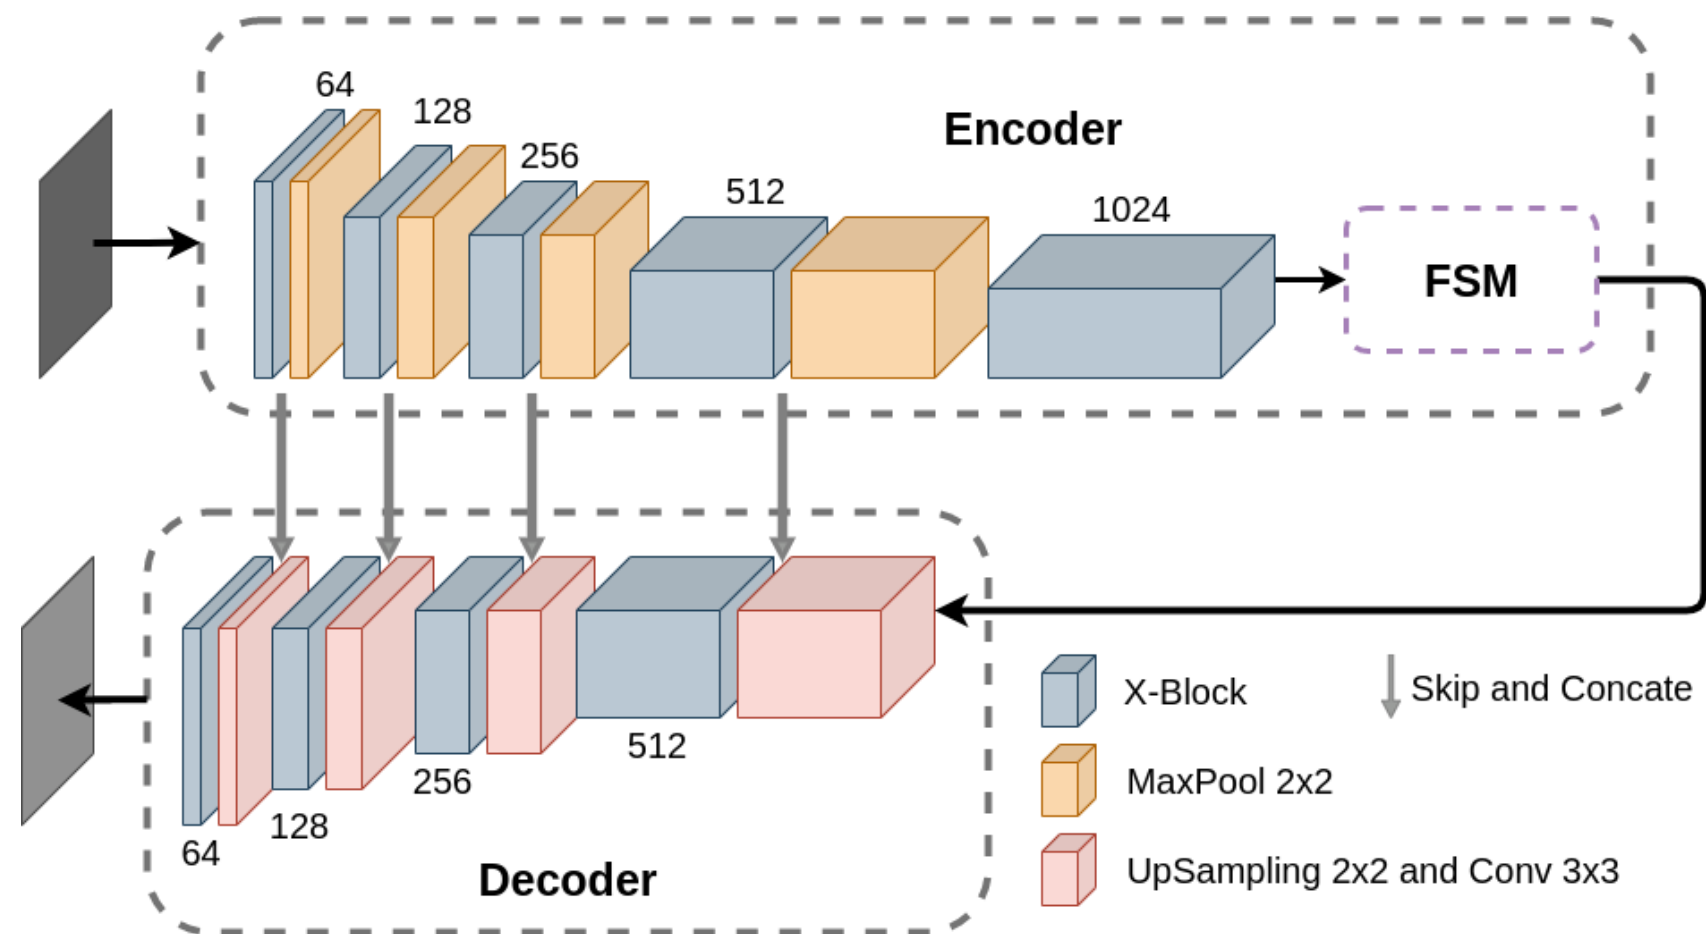 64
128
256
512
1024
Encoder
FSM
64
128
256
512
Decoder
X-Block
Skip and Concate
MaxPool 2x2
UpSampling 2x2 and Conv 3x3